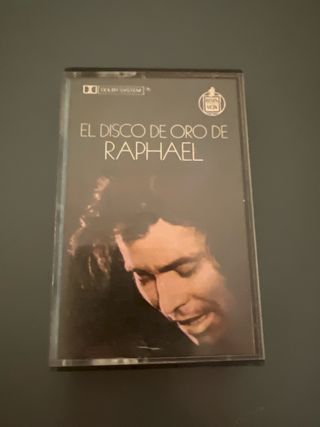 DOLBY SYSTEM ®
EL DISCO DE ORO DE
RAPHAEL